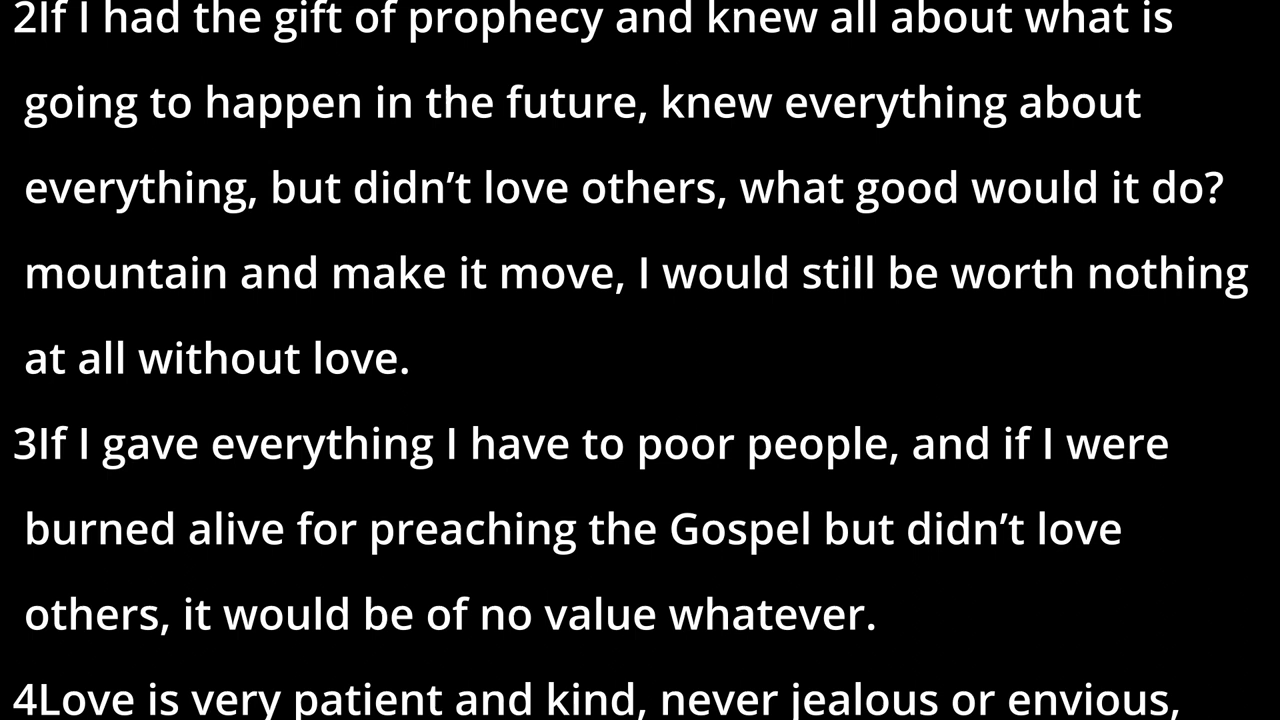 2If I had the gift of prophecy and knew all about what is
going to happen in the future, knew everything about
everything, but didn’t love others, what good would it do?
mountain and make it move, I would still be worth nothing
at all without love.
3If I gave everything I have to poor people, and if I were
burned alive for preaching the Gospel but didn’t love
others, it would be of no value whatever.
4Love is very patient and kind, never jealous or envious,